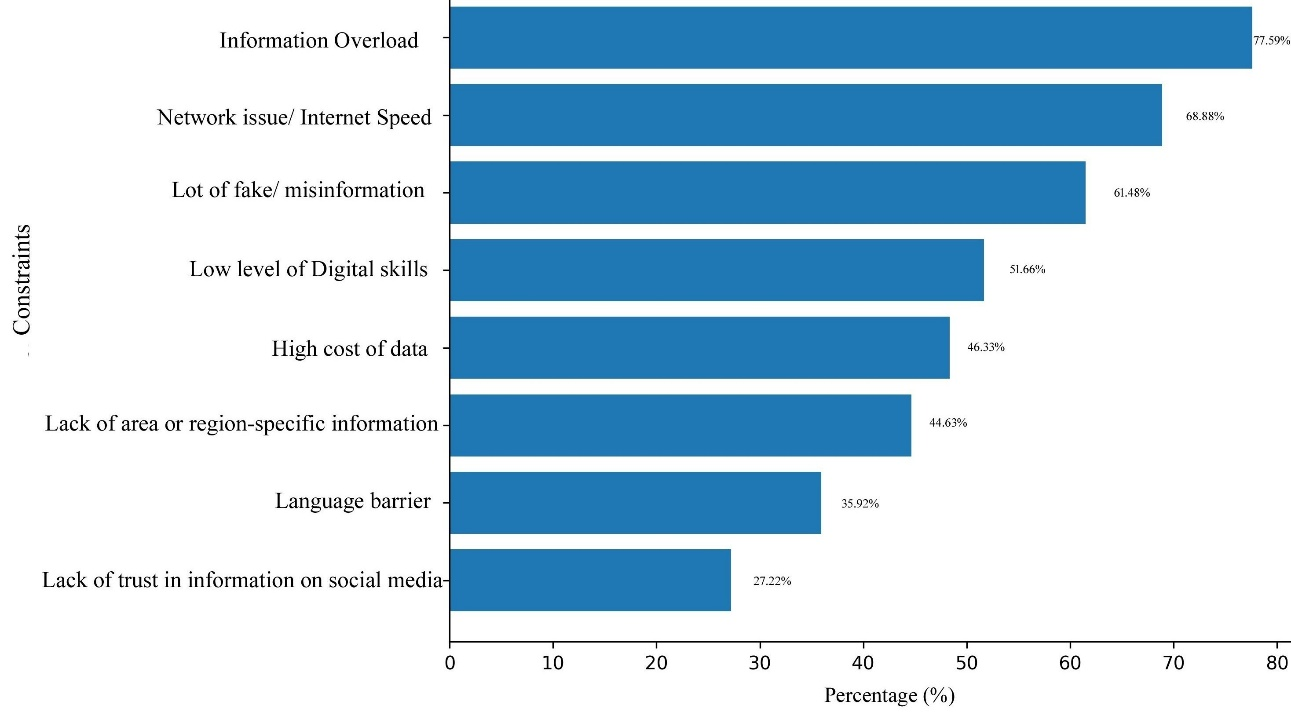 Information Overload
77.59%
Network issue/ Internet Speed
68.88%
Lot of fake/ misinformation
61.48%
Low level of Digital skills
51.66%
High cost of data
46.33%
Lack of area or region-specific information
44.63%
Language barrier
35.92%
Lack of trust in information on social media
27.22%
Constraints
0 10 20 30 40 50 60 70 80
Percentage (%)